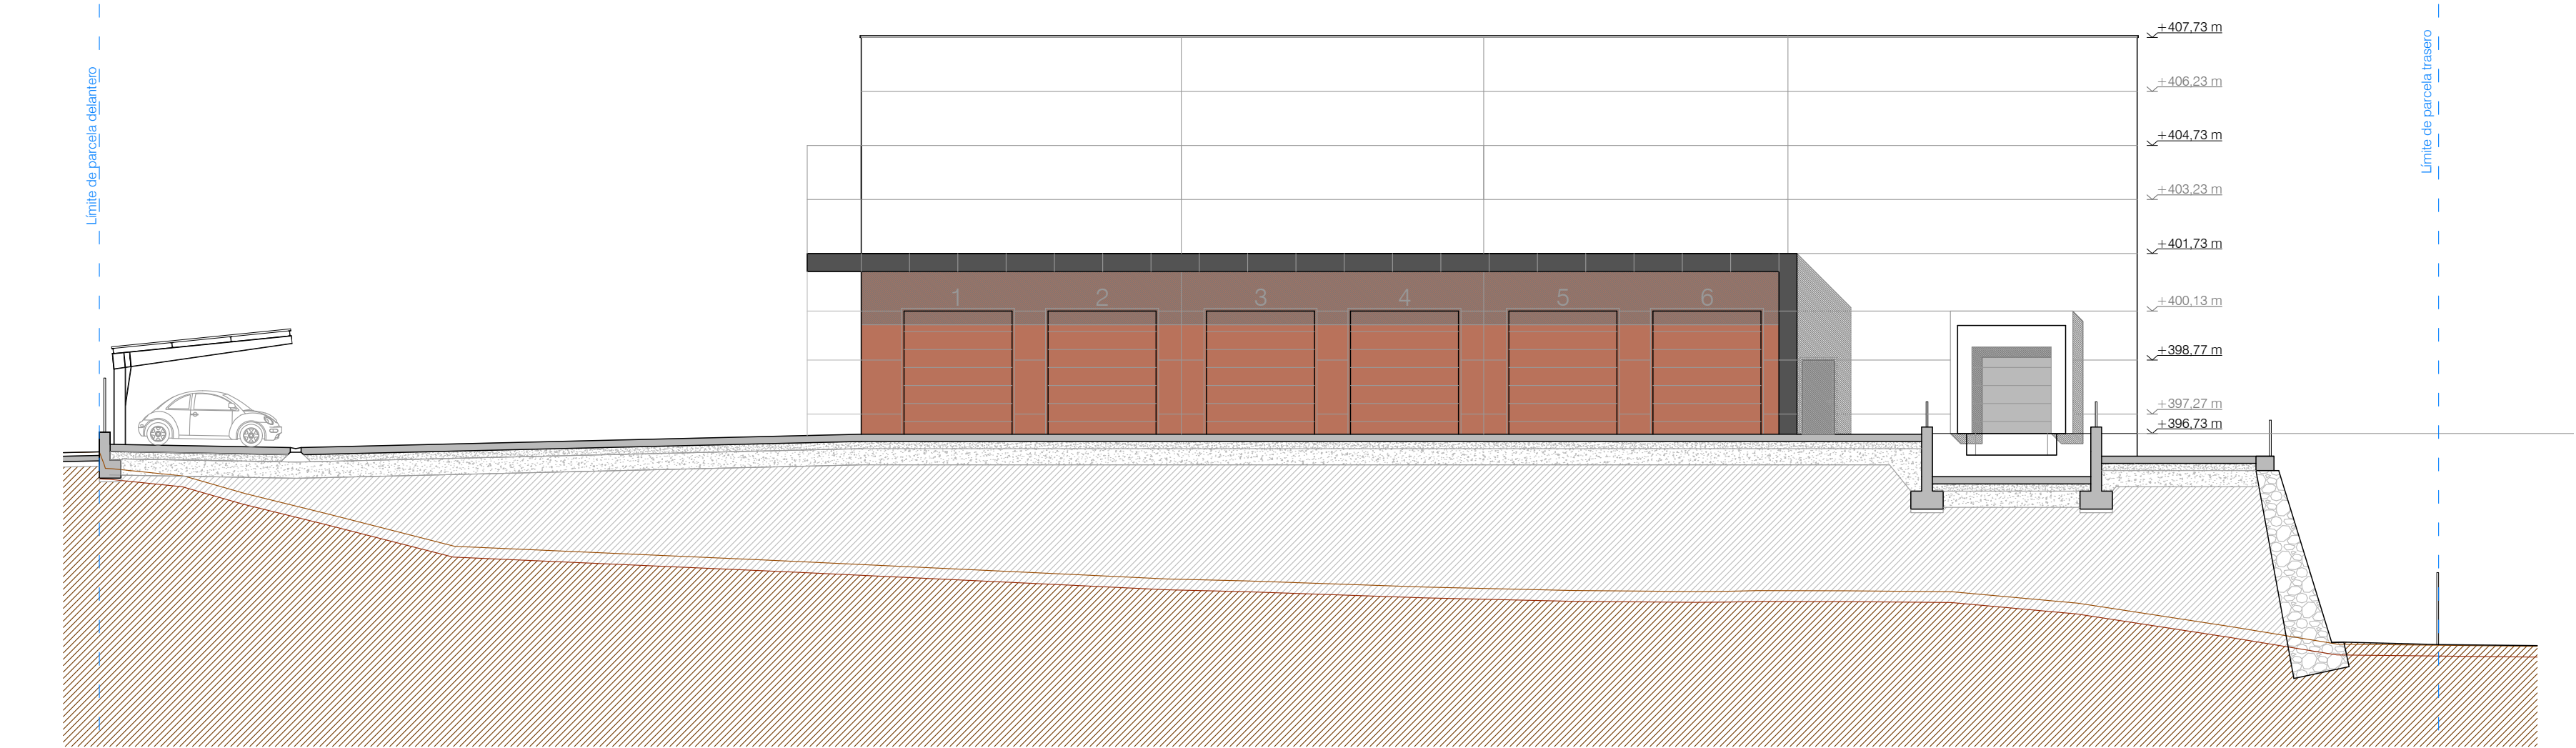 Límite de parcela delantero
+407,73 m
+406,23 m
+404,73 m
+403,23 m
+401,73 m
+400,13 m
+398,77 m
+397,27 m
+396,73 m
Límite de parcela trasero
1
2
3
4
5
6